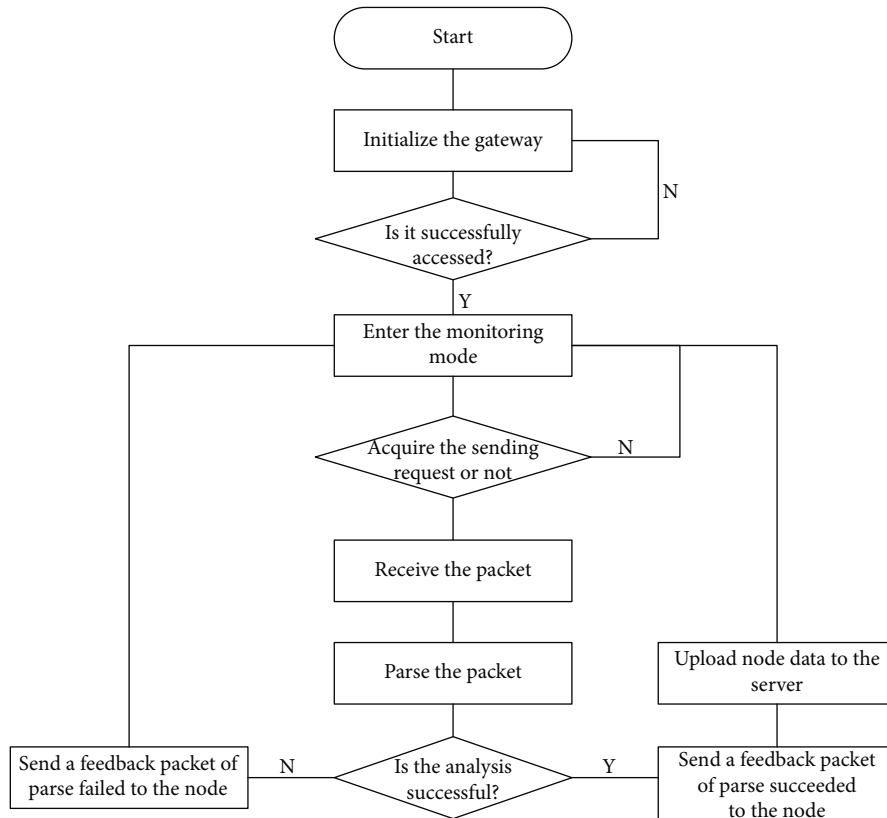 Start
Initialize the gateway
N
Is it successfully
accessed?
Y
Enter the monitoring
mode
Acquire the sending
request or not
N
Receive the packet
Parse the packet
Upload node data to the
server
Send a feedback packet of
parse failed to the node
N
Is the analysis
successful?
Y
Send a feedback packet
of parse succeeded
to the node